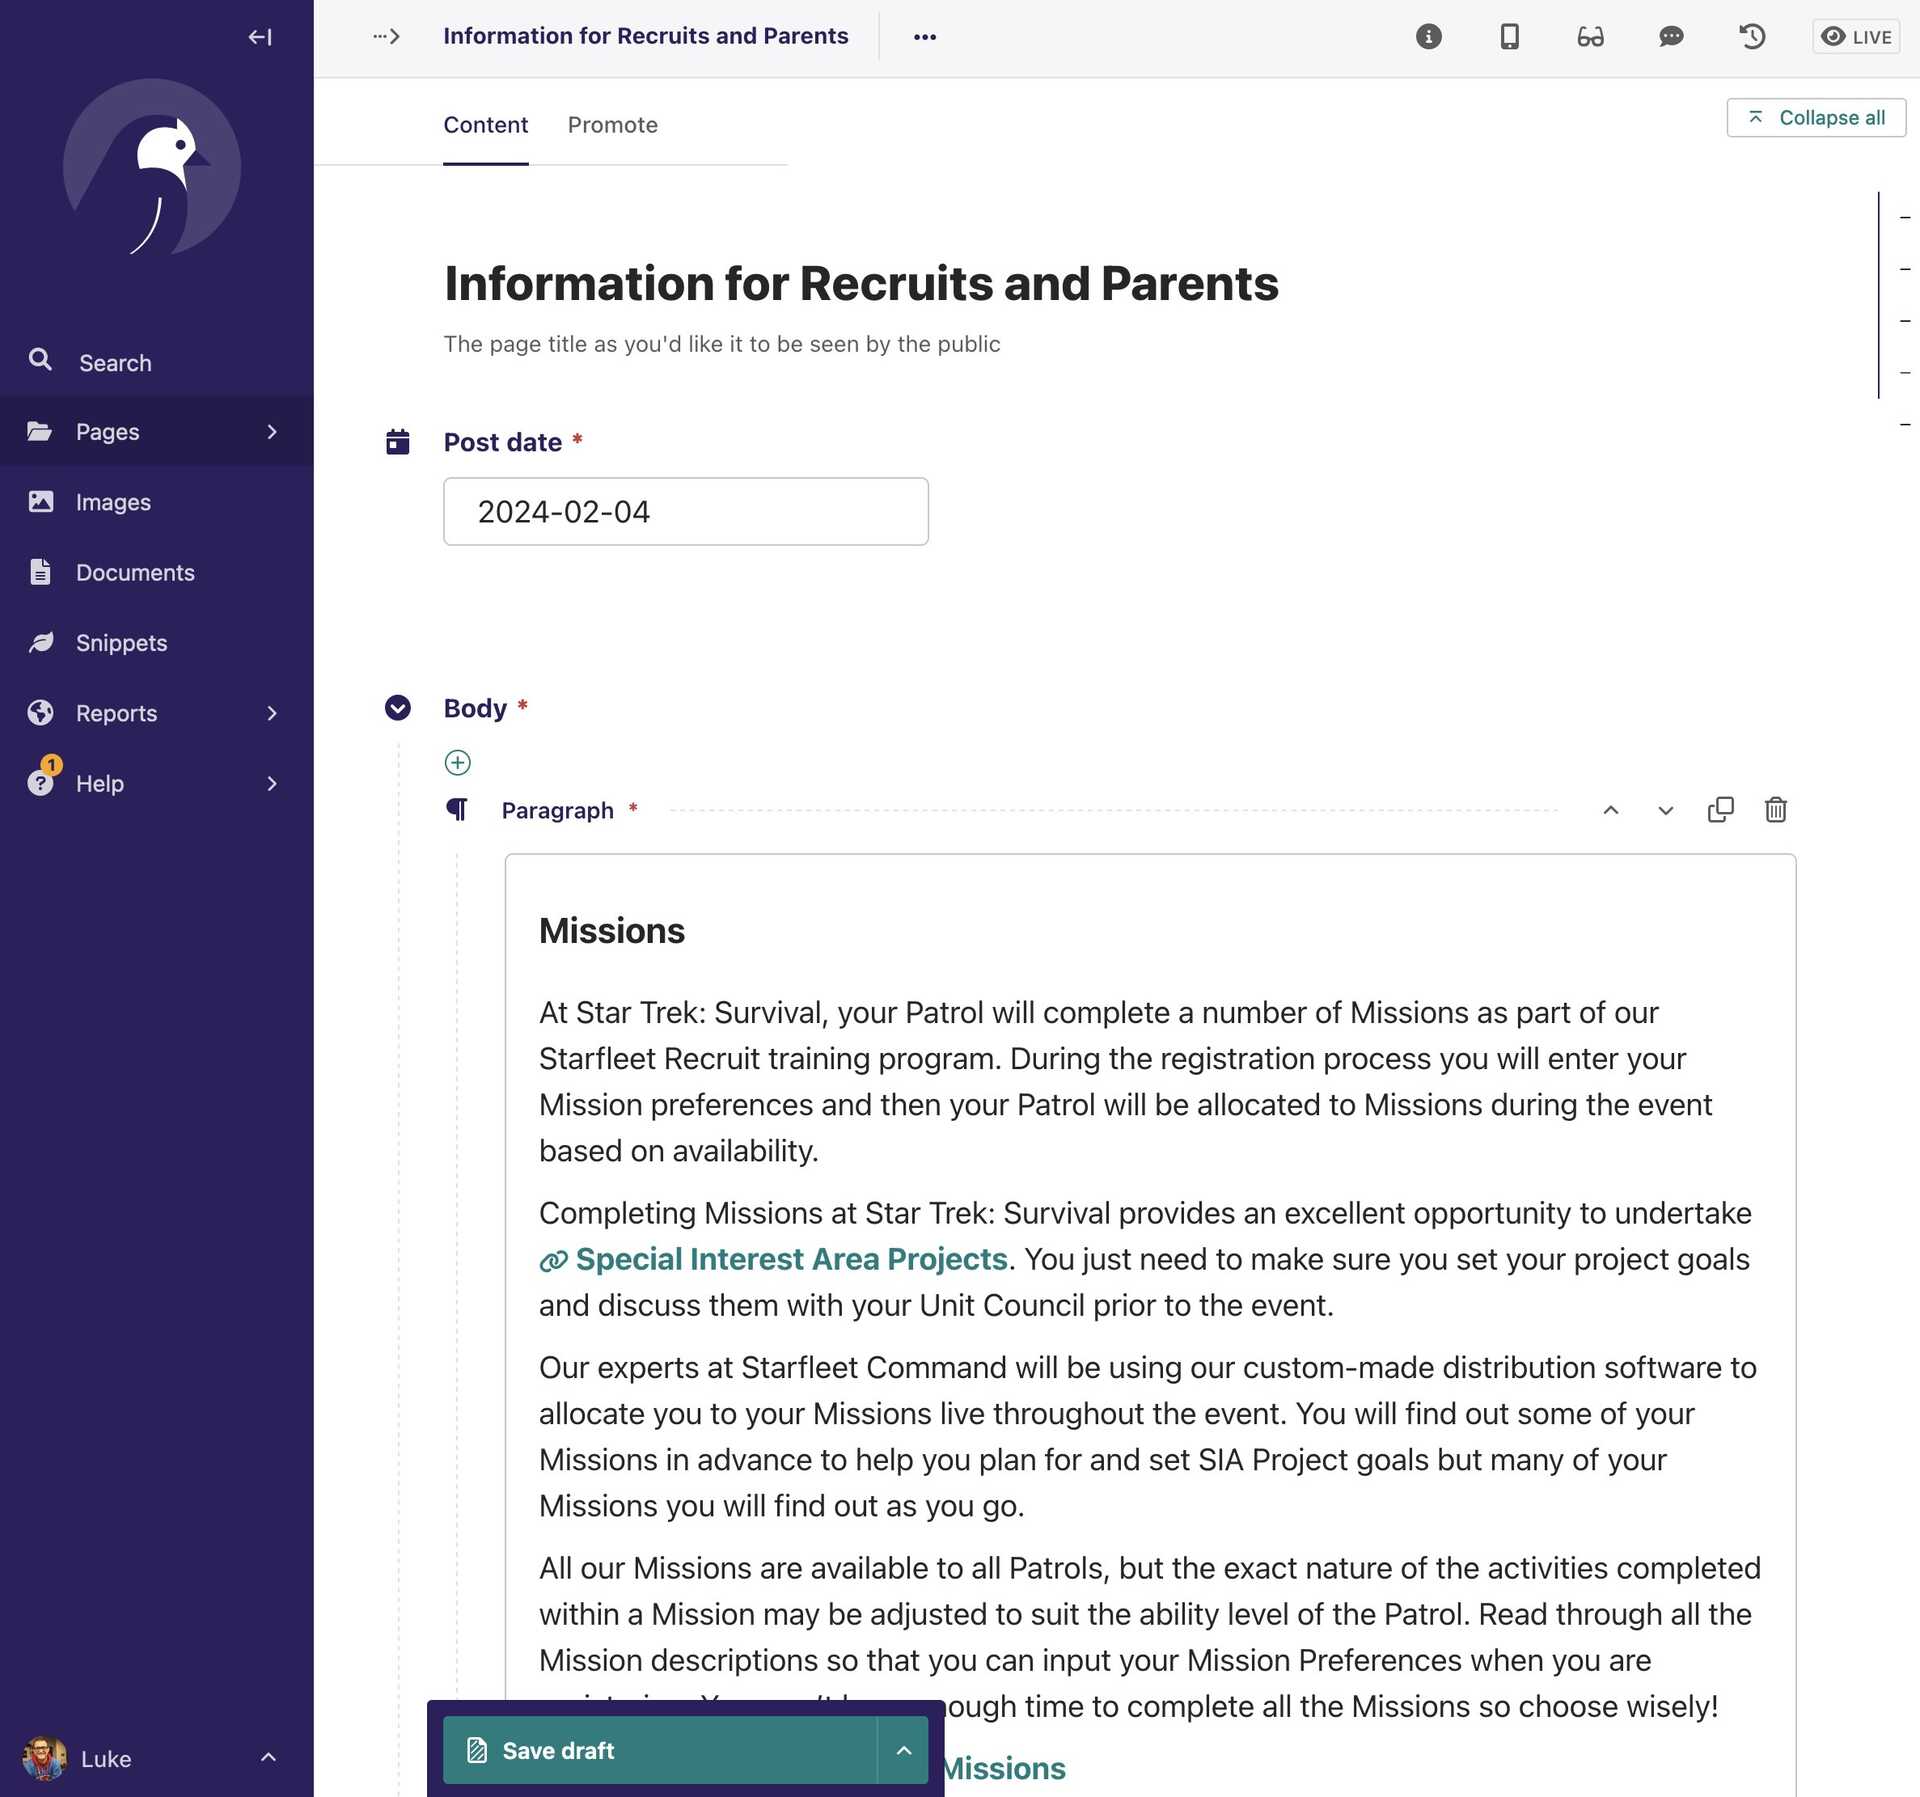 Information for Recruits and Parents
LIVE
Content
Promote
Collapse all
Information for Recruits and Parents
The page title as you'd like it to be seen by the public
Search
Pages
Images
Documents
Snippets
Reports
1
Help
Post date *
2024-02-04
Body *
Paragraph *
Missions
At Star Trek: Survival, your Patrol will complete a number of Missions as part of our
Starfleet Recruit training program. During the registration process you will enter your
Mission preferences and then your Patrol will be allocated to Missions during the event
based on availability.
Completing Missions at Star Trek: Survival provides an excellent opportunity to undertake
Special Interest Area Projects. You just need to make sure you set your project goals
and discuss them with your Unit Council prior to the event.
Our experts at Starfleet Command will be using our custom-made distribution software to
allocate you to your Missions live throughout the event. You will find out some of your
Missions in advance to help you plan for and set SIA Project goals but many of your
Missions you will find out as you go.
All our Missions are available to all Patrols, but the exact nature of the activities completed
within a Mission may be adjusted to suit the ability level of the Patrol. Read through all the
Mission descriptions so that you can input your Mission Preferences when you are
time to complete all the Missions so choose wisely!
Missions
Save draft
Luke